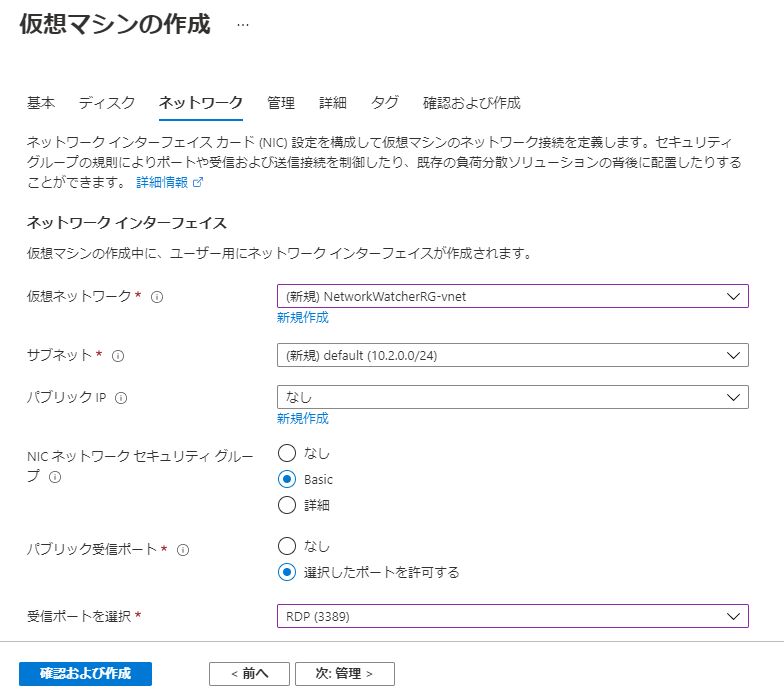 仮想マシンの作成 …
基本 ディスク ネットワーク 管理 詳細 タグ 確認および作成
ネットワーク インターフェイス カード (NIC) 設定を構成して仮想マシンのネットワーク接続を定義します。セキュリティ
グループの規則によりポートや受信および送信接続を制御したり、既存の負荷分散ソリューションの背後に配置したりする
ことができます。 詳細情報
ネットワーク インターフェイス
仮想マシンの作成中に、ユーザー用にネットワーク インターフェイスが作成されます。
仮想ネットワーク *
(新規) NetworkWatcherRG-vnet
新規作成
サブネット *
(新規) default (10.2.0.0/24)
パブリック IP
なし
新規作成
NIC ネットワーク セキュリティ グルー
プ
なし
Basic
詳細
パブリック受信ポート *
なし
選択したポートを許可する
受信ポートを選択 *
RDP (3389)
確認および作成 < 前へ 次: 管理 >